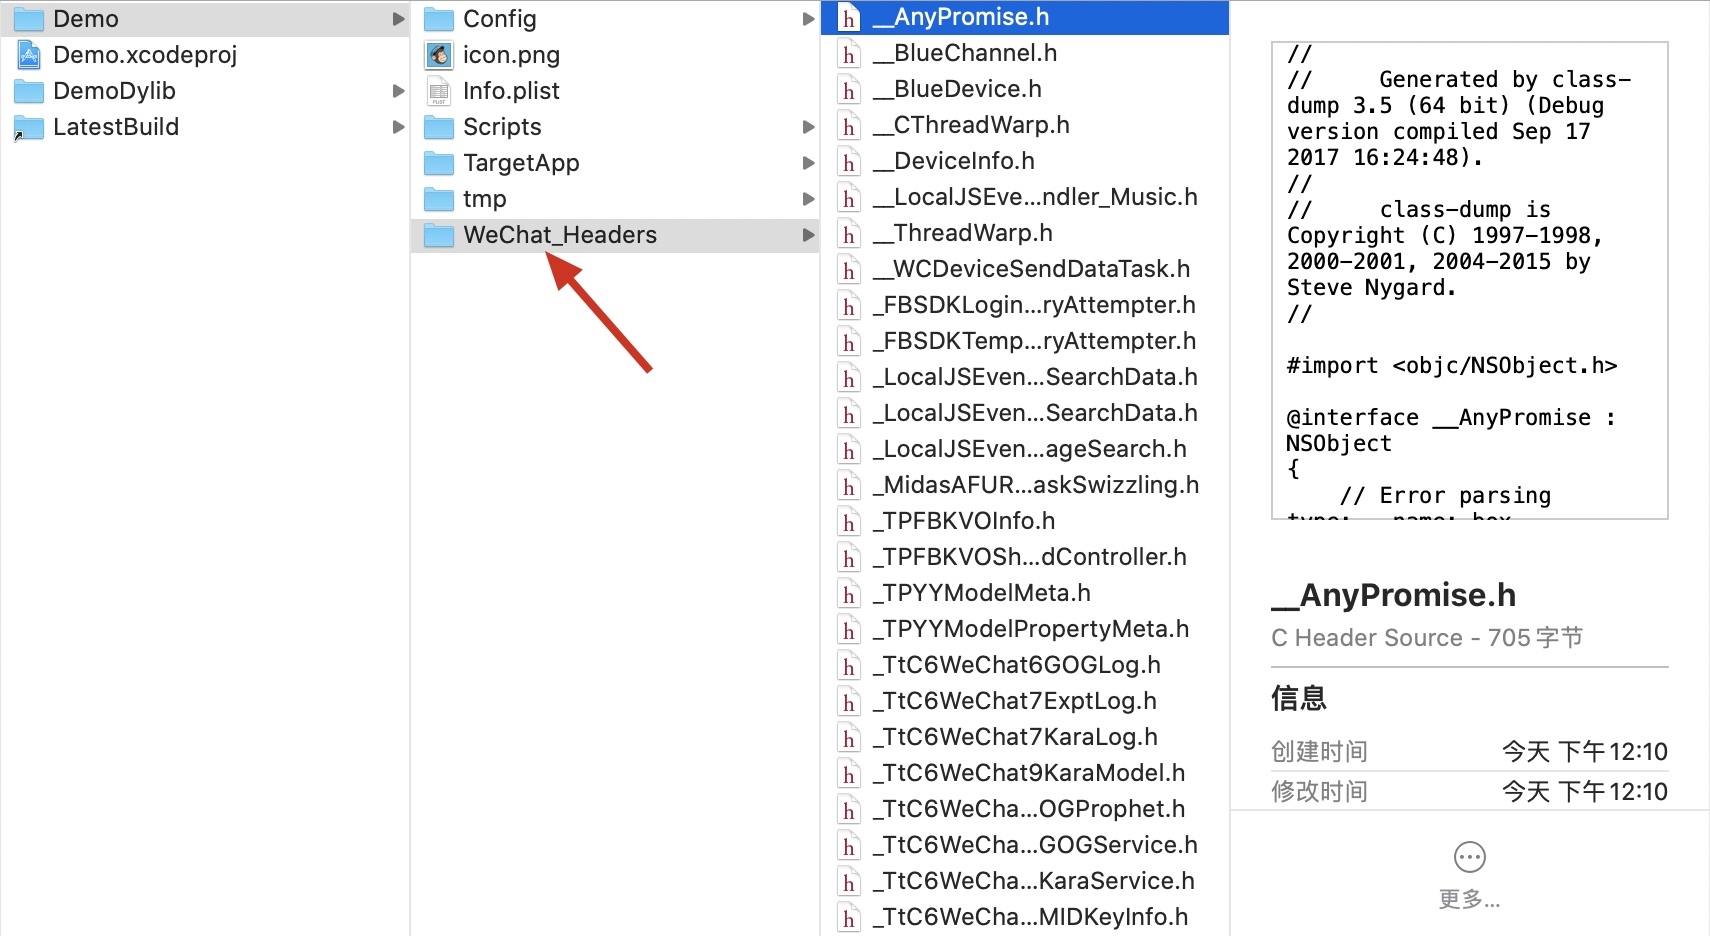 Demo
Demo.xcodeproj
DemoDylib
LatestBuild
Config
icon.png
Info.plist
Scripts
TargetApp
tmp
WeChat_Headers
__AnyPromise.h
__BlueChannel.h
__BlueDevice.h
__CThreadWarp.h
__DeviceInfo.h
__LocalJSEve...ndler_Music.h
__ThreadWarp.h
__WCDeviceSendDataTask.h
_FBSDKLogin...ryAttempter.h
_FBSDKTemp...ryAttempter.h
_LocalJSEven...SearchData.h
_LocalJSEven...SearchData.h
_LocalJSEven...ageSearch.h
_MidasAFUR...askSwizzling.h
_TPFBKVOInfo.h
_TPFBKVOSh...dController.h
_TPYYModelMeta.h
_TPYYModelPropertyMeta.h
_TtC6WeChat6GOGLog.h
_TtC6WeChat7ExptLog.h
_TtC6WeChat7KaraLog.h
_TtC6WeChat9KaraModel.h
_TtC6WeCha...OGProphet.h
_TtC6WeCha...GOGService.h
_TtC6WeCha...KaraService.h
_TtC6WeCha...MIDKeyInfo.h
//
//     Generated by class-
dump 3.5 (64 bit) (Debug
version compiled Sep 17
2017 16:24:48).
//
//     class-dump is
Copyright (C) 1997-1998,
2000-2001, 2004-2015 by
Steve Nygard.
//
#import <objc/NSObject.h>
@interface __AnyPromise :
NSObject
{
    // Error parsing
type: , name: box
__AnyPromise.h
C Header Source - 705 字节
信息
创建时间 今天 下午12:10
修改时间 今天 下午12:10
更多...